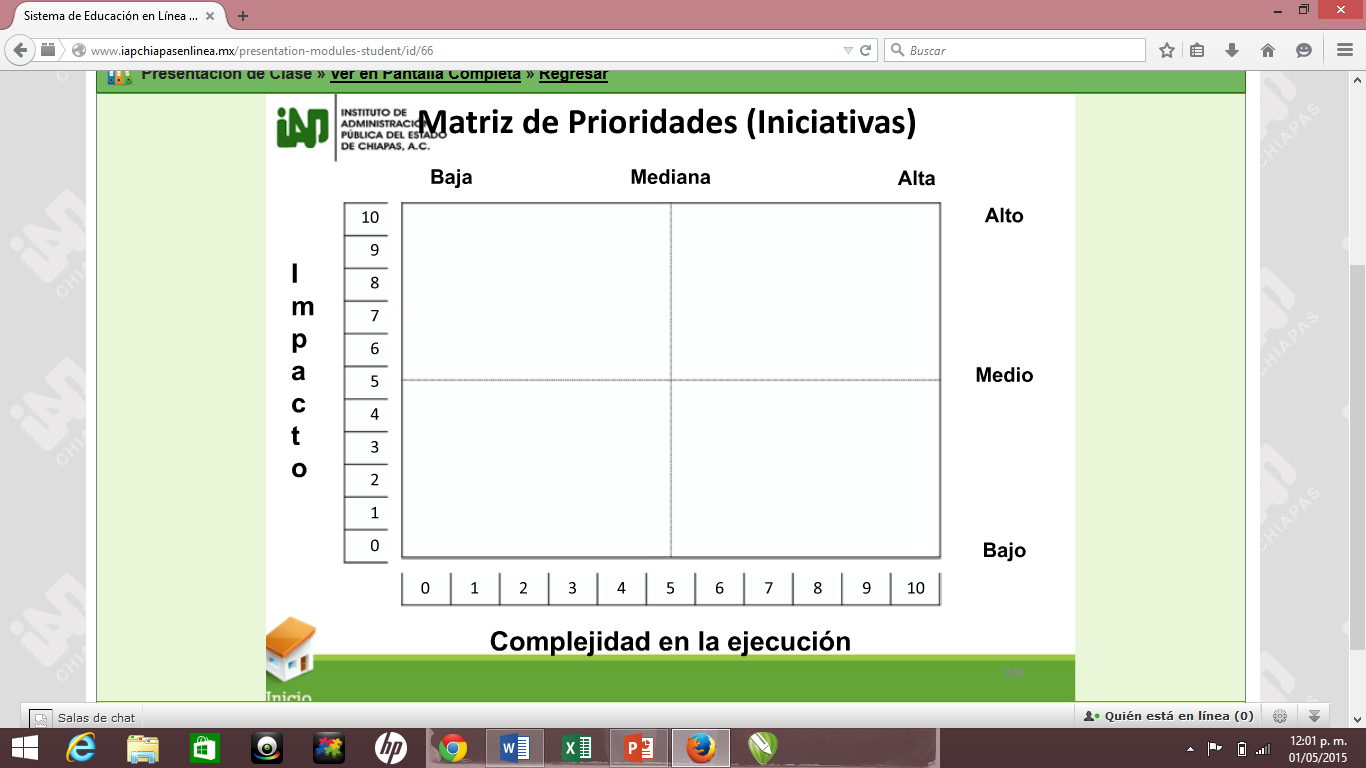 Sistema de Educación en Línea ...
www.iapchiapasenlinea.mx/presentation-modules-student/id/66
Buscar
Presentación de Clase » Ver en Pantalla Completa » Regresar
INSTITUTO DE
ADMINISTRACIÓN
PÚBLICA DEL ESTADO
DE CHIAPAS, A.C.
Matriz de Prioridades (Iniciativas)
Baja Mediana Alta
Impacto
10
9
8
7
6
5
4
3
2
1
0
Alto
Medio
Bajo
0 1 2 3 4 5 6 7 8 9 10
Complejidad en la ejecución
Inicio
Salas de chat
Quién está en línea (0)
12:01 p. m.
01/05/2015